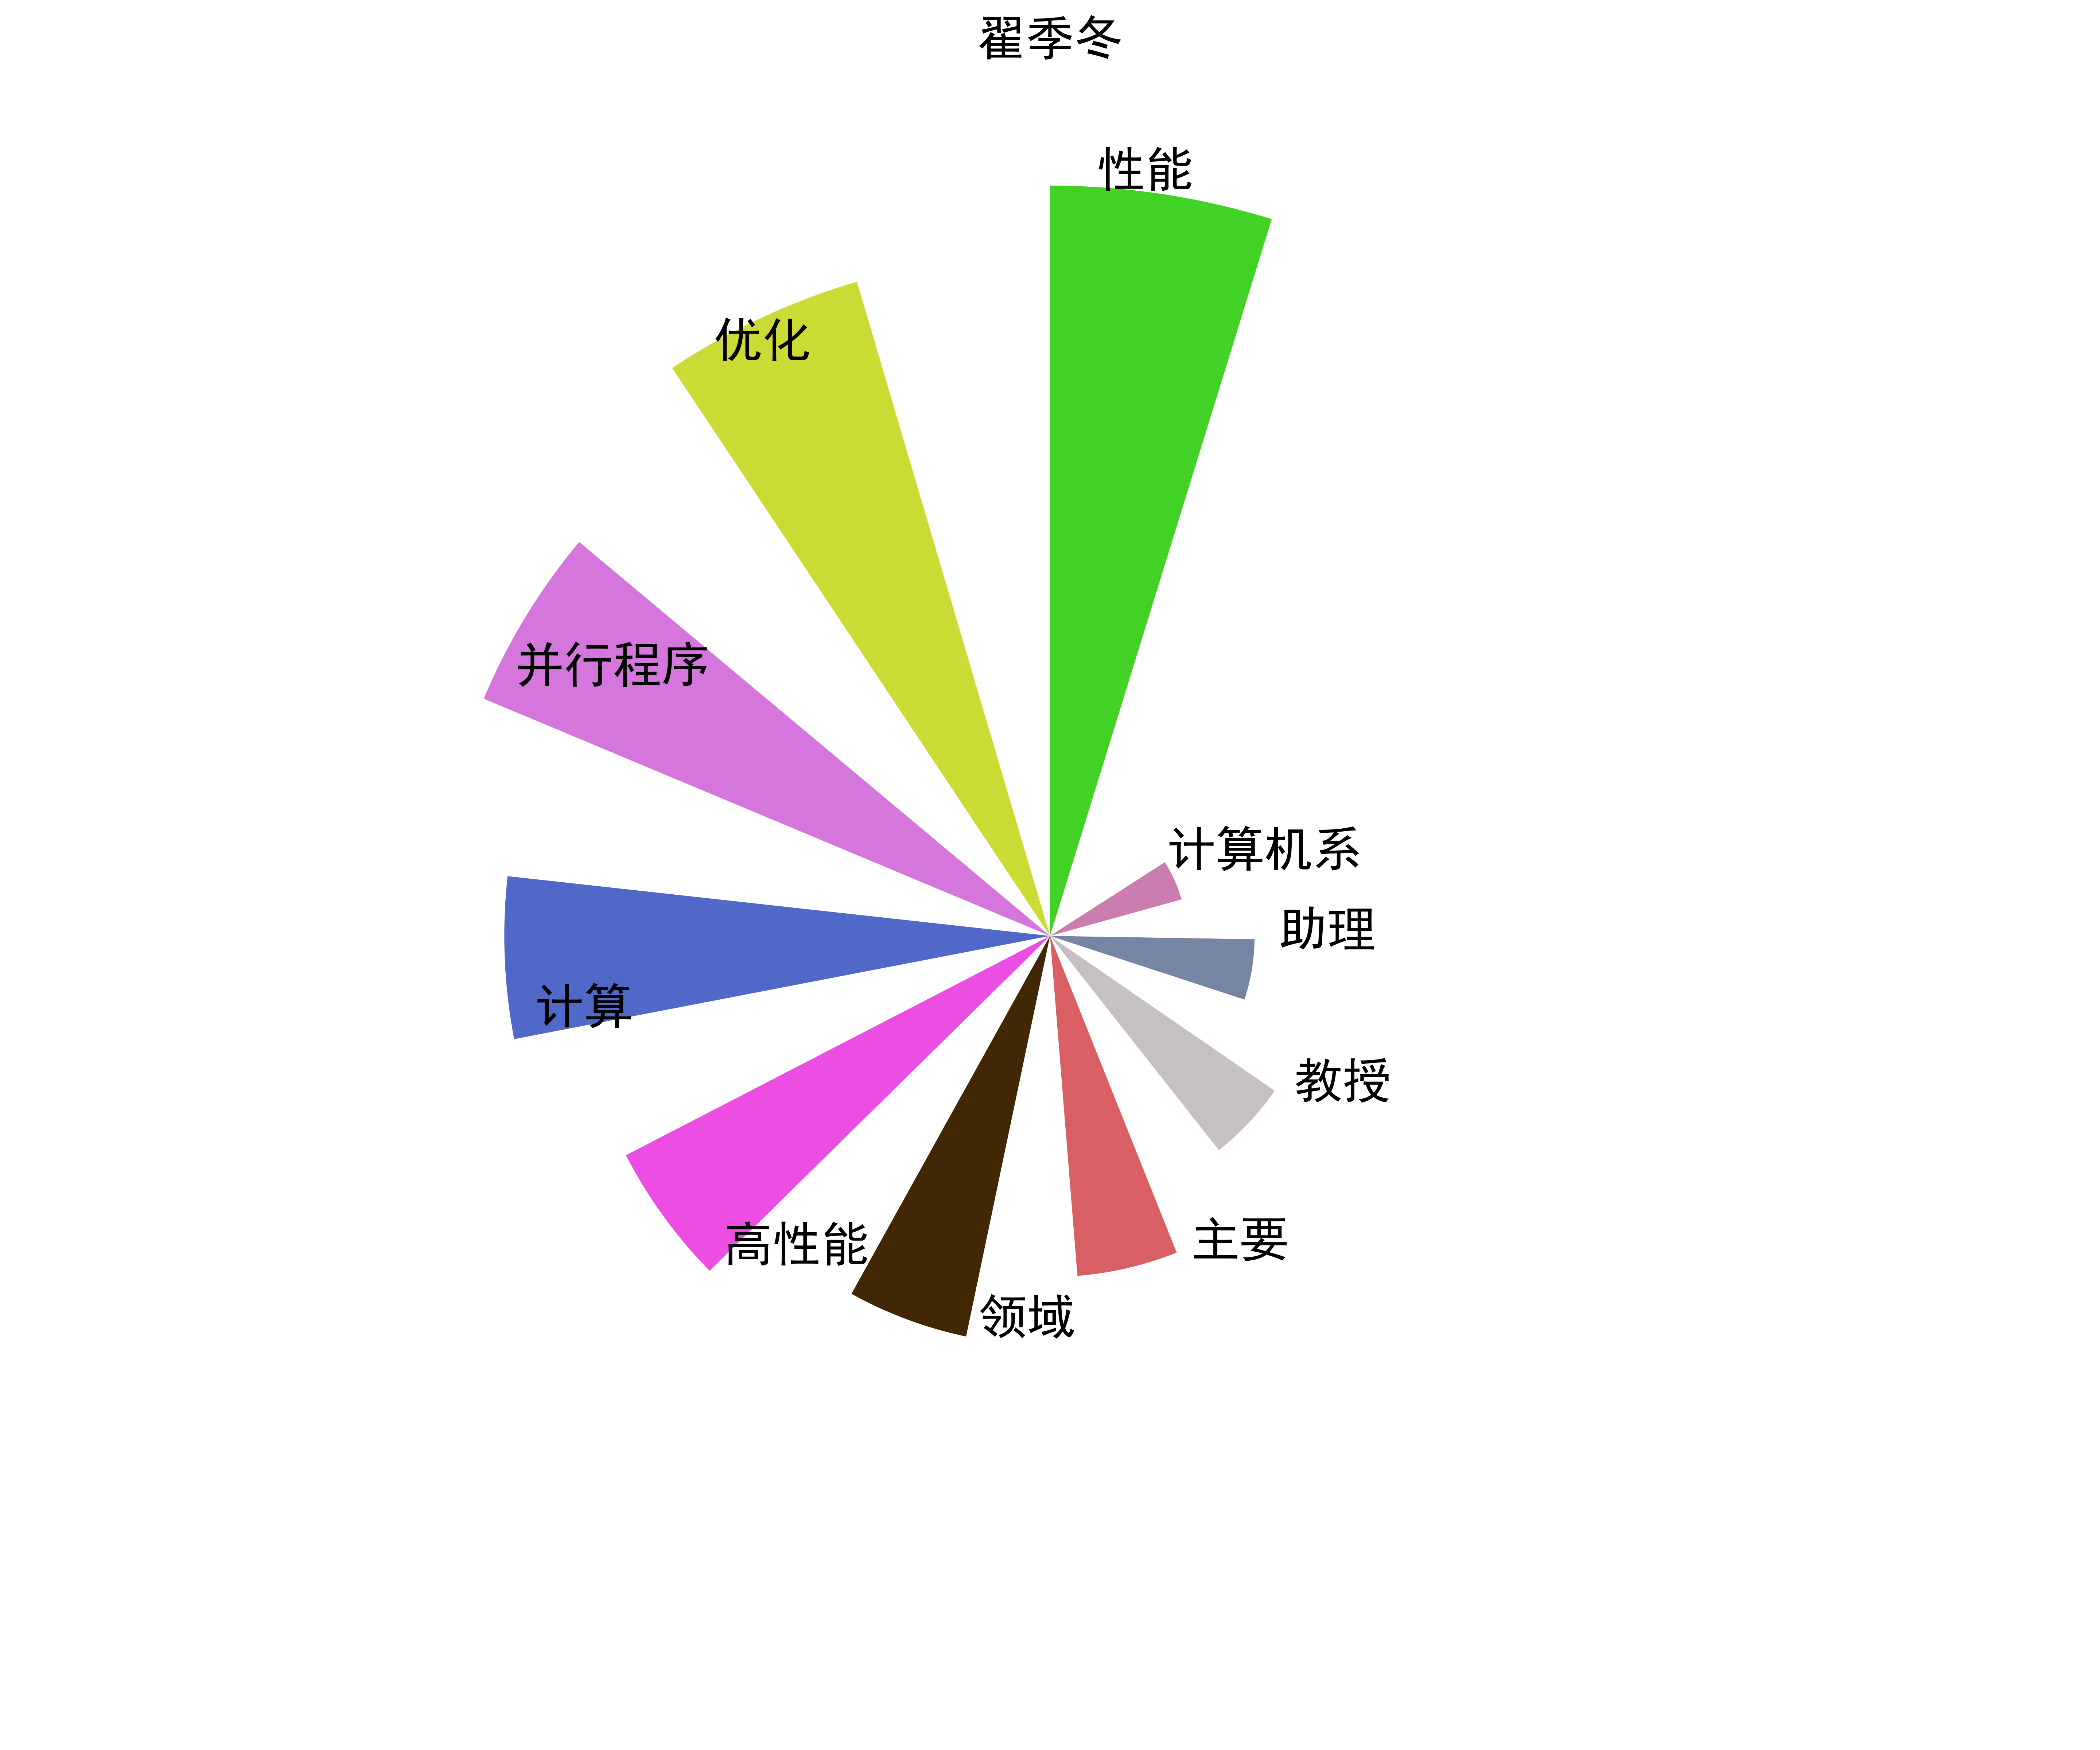 翟季冬
性能
优化
并行程序
计算机系
助理
计算
教授
主要
高性能
领域